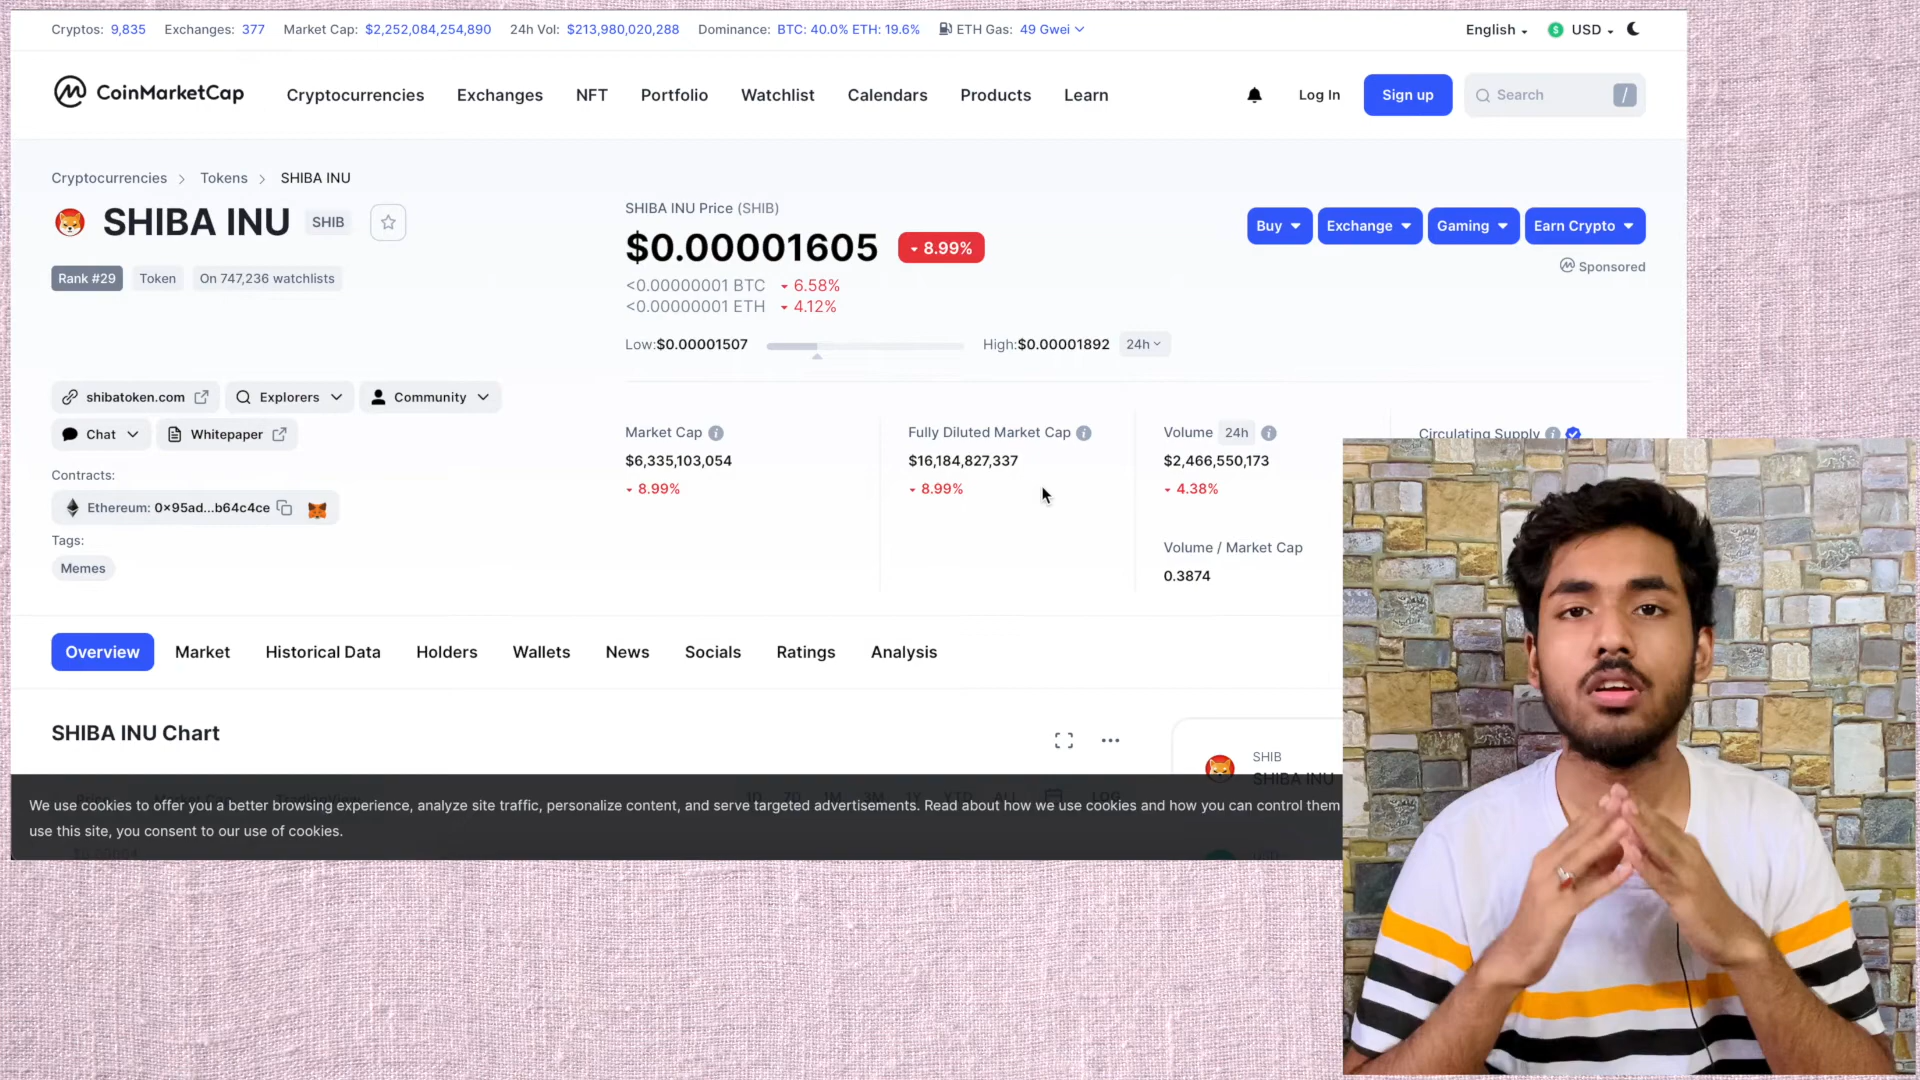 Cryptos: 9,835 Exchanges: 377 Market Cap: $2,252,084,254,890 24h Vol: $213,980,020,288 Dominance: BTC: 40.0% ETH: 19.6% ETH Gas: 49 Gwei English USD
CoinMarketCap Cryptocurrencies Exchanges NFT Portfolio Watchlist Calendars Products Learn Log In Sign up Search /
Cryptocurrencies > Tokens > SHIBA INU
SHIBA INU SHIB
Rank #29 Token On 747,236 watchlists
SHIBA INU Price (SHIB)
$0.00001605 8.99%
<0.00000001 BTC 6.58%
<0.00000001 ETH 4.12%
Low:$0.00001507 High:$0.00001892 24h
Buy Exchange Gaming Earn Crypto
Sponsored
shibatoken.com Explorers Community
Chat Whitepaper
Contracts:
Ethereum: 0x95ad...b64c4ce
Tags:
Memes
Market Cap
$6,335,103,054
8.99%
Fully Diluted Market Cap
$16,184,827,337
8.99%
Volume 24h
$2,466,550,173
4.38%
Volume / Market Cap
0.3874
Circulating Supply
Overview Market Historical Data Holders Wallets News Socials Ratings Analysis
SHIBA INU Chart
SHIB
SHIBA INU
We use cookies to offer you a better browsing experience, analyze site traffic, personalize content, and serve targeted advertisements. Read about how we use cookies and how you can control them
use this site, you consent to our use of cookies.